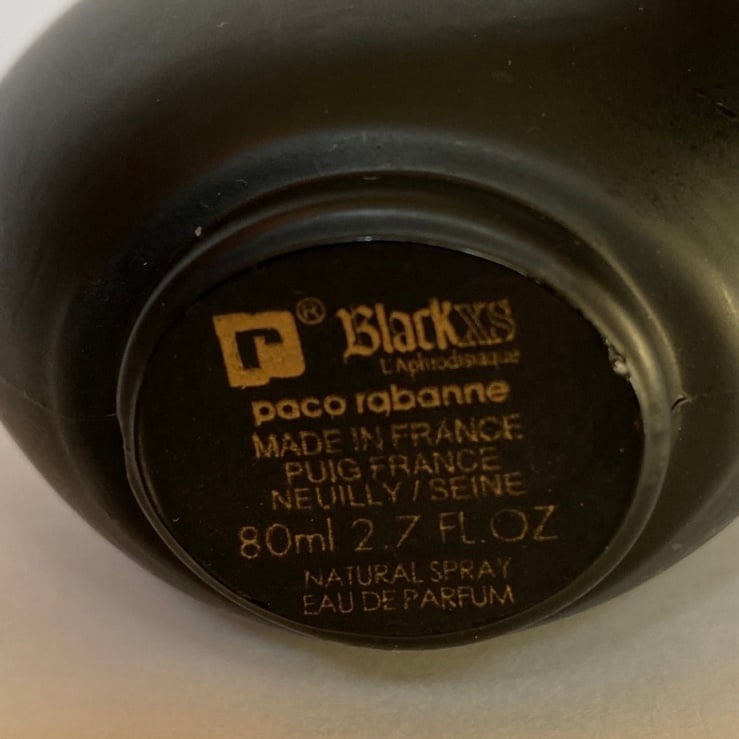 r® BlackXS
L'Aphrodisiaque
paco rabanne
MADE IN FRANCE
PUIG FRANCE
NEUILLY / SEINE
80ml 2.7 FL.OZ
NATURAL SPRAY
EAU DE PARFUM